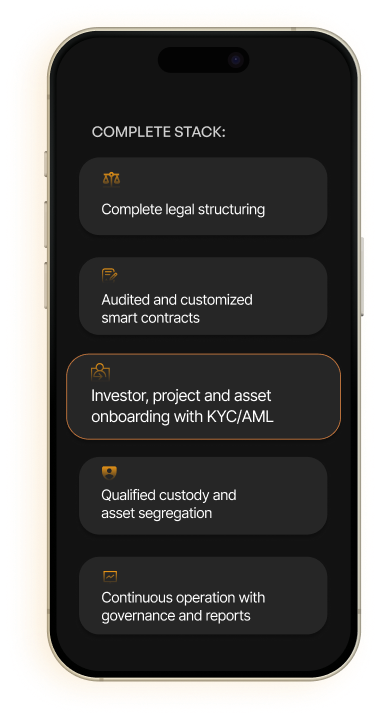 COMPLETE STACK:
Complete legal structuring
Audited and customized
smart contracts
Investor, project and asset
onboarding with KYC/AML
Qualified custody and
asset segregation
Continuous operation with
governance and reports